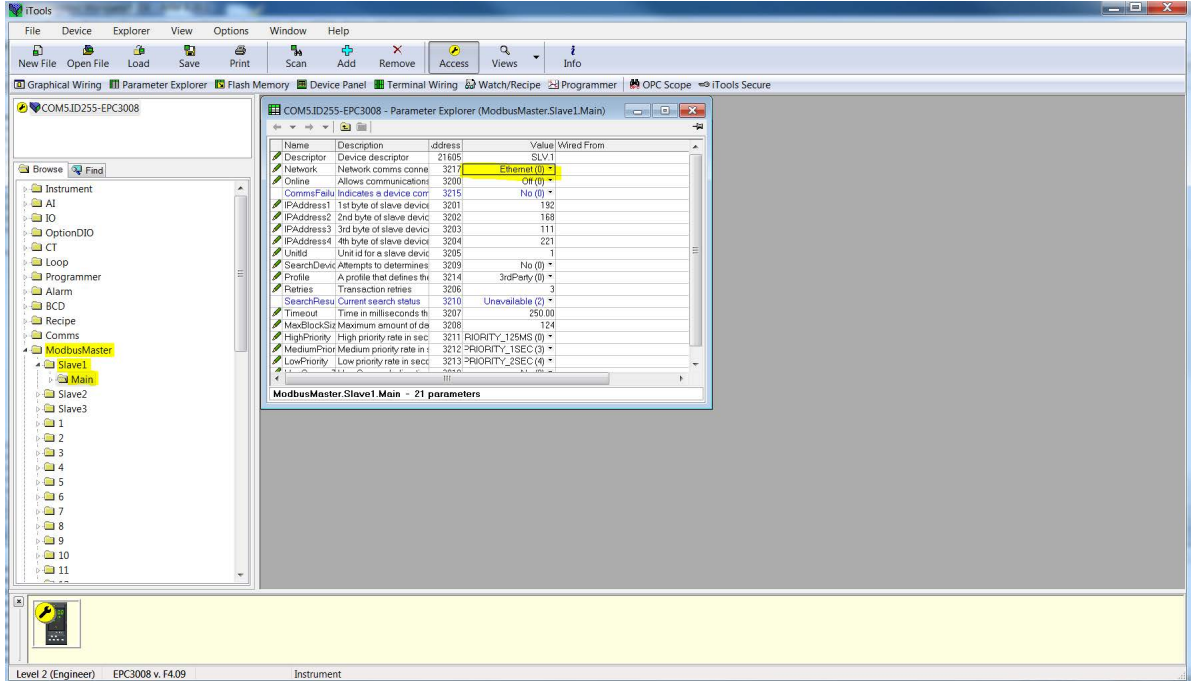 iTools
File Device Explorer View Options Window Help
New File Open File Load Save Print Scan Add Remove Access Views Info
Graphical Wiring Parameter Explorer Flash Memory Device Panel Terminal Wiring Watch/Recipe Programmer OPC Scope iTools Secure
COM5.ID255-EPC3008
Browse Find
Instrument
AI
IO
OptionDIO
CT
Loop
Programmer
Alarm
BCD
Recipe
Comms
ModbusMaster
Slave1
Main
Slave2
Slave3
1
2
3
4
5
6
7
8
9
10
11
COM5.ID255-EPC3008 - Parameter Explorer (ModbusMaster.Slave1.Main)
Name Description ddress Value Wired From
Descriptor Device descriptor 21605 SLV.1
Network Network comms conne 3217 Ethernet (0)
Online Allows communications 3200 Off (0)
CommsFailu Indicates a device com 3215 No (0)
IPAddress1 1st byte of slave device 3201 192
IPAddress2 2nd byte of slave devic 3202 168
IPAddress3 3rd byte of slave devic 3203 111
IPAddress4 4th byte of slave device 3204 221
UnitId Unit id for a slave devic 3205 1
SearchDevic Attempts to determines 3209 No (0)
Profile A profile that defines the 3214 3rdParty (0)
Retries Transaction retries 3206 3
SearchResu Current search status 3210 Unavailable (2)
Timeout Time in milliseconds th 3207 250.00
MaxBlockSiz Maximum amount of da 3208 124
HighPriority High priority rate in sec 3211 RIORITY_125MS (0)
MediumPrior Medium priority rate in s 3212 PRIORITY_1SEC (3)
LowPriority Low priority rate in secc 3213 PRIORITY_2SEC (4)
ModbusMaster.Slave1.Main - 21 parameters
Level 2 (Engineer) EPC3008 v. F4.09 Instrument